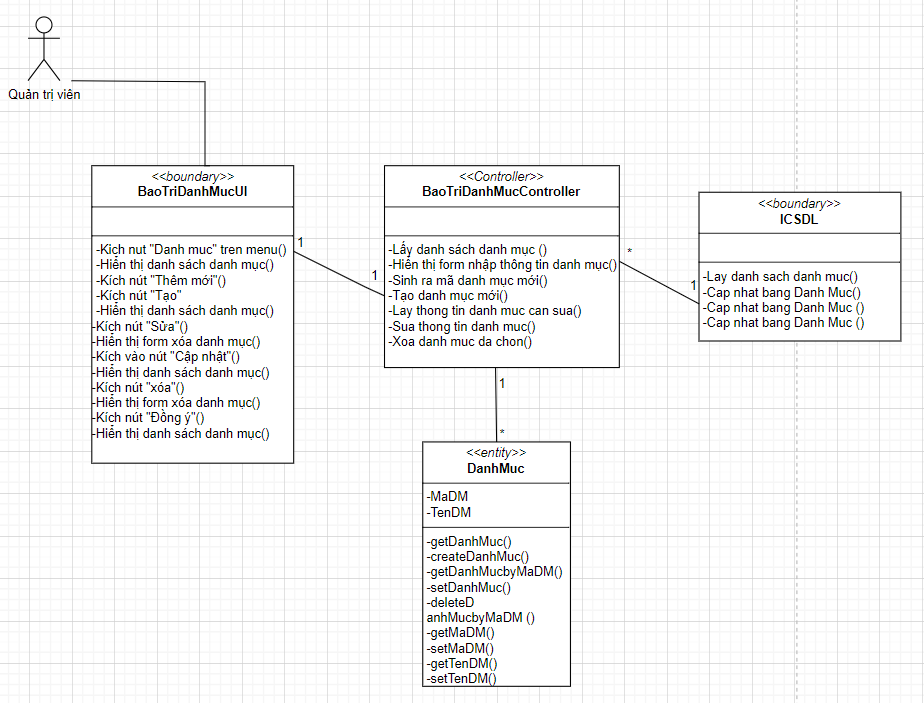 Quản trị viên
<<boundary>>
BaoTriDanhMucUI
-Kich nut "Danh muc" tren menu()
-Hiển thị danh sách danh mục()
-Kích nút "Thêm mới"()
-Kích nút "Tạo"
-Hiển thị danh sách danh mục()
-Kích nút "Sửa"()
-Hiển thị form xóa danh mục()
-Kích vào nút "Cập nhật"()
-Hiển thị danh sách danh mục()
-Kích nút "xóa"()
-Hiển thị form xóa danh mục()
-Kích nút "Đồng ý"()
-Hiển thị danh sách danh mục()
1
1
<<Controller>>
BaoTriDanhMucController
-Lấy danh sách danh mục ()
-Hiển thị form nhập thông tin danh mục()
-Sinh ra mã danh mục mới()
-Tạo danh mục mới()
-Lay thong tin danh muc can sua()
-Sua thong tin danh muc()
-Xoa danh muc da chon()
*
1
<<boundary>>
ICSDL
-Lay danh sach danh muc()
-Cap nhat bang Danh Muc()
-Cap nhat bang Danh Muc ()
-Cap nhat bang Danh Muc ()
1
*
<<entity>>
DanhMuc
-MaDM
-TenDM
-getDanhMuc()
-createDanhMuc()
-getDanhMucbyMaDM()
-setDanhMuc()
-deleteD
anhMucbyMaDM ()
-getMaDM()
-setMaDM()
-getTenDM()
-setTenDM()